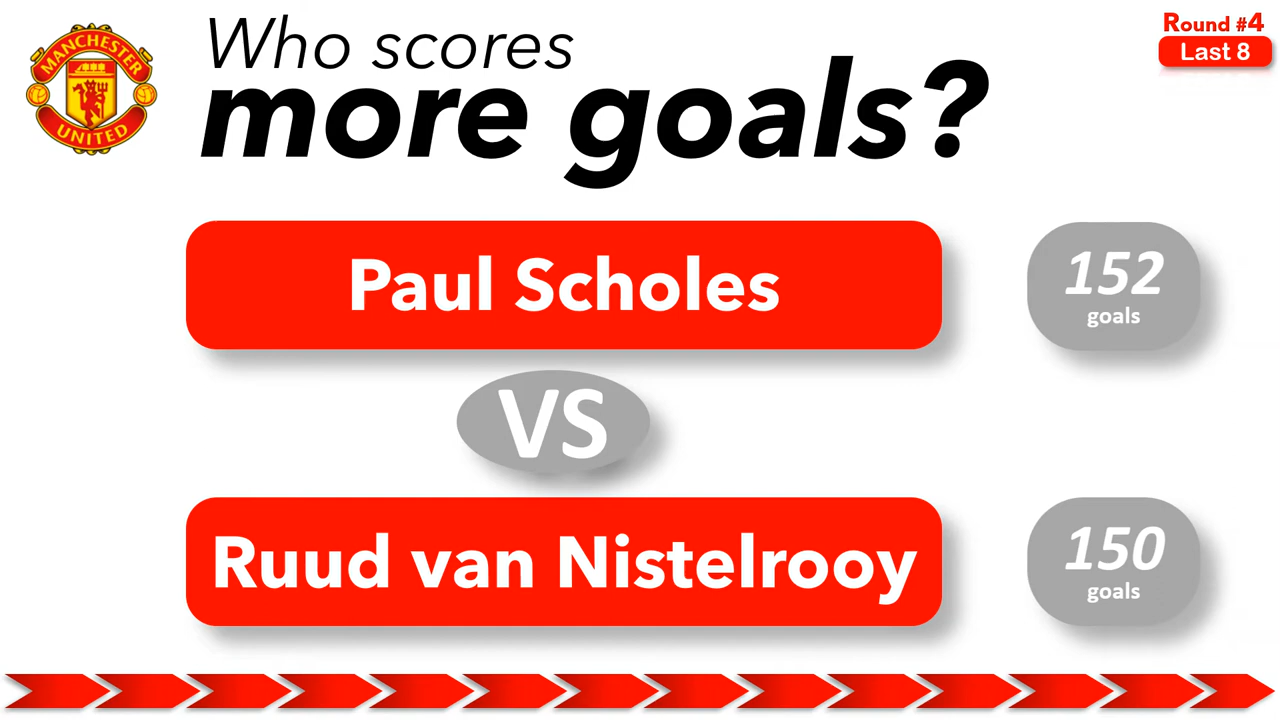 MANCHESTER
UNITED
Who scores
more goals?
Round #4
Last 8
Paul Scholes
152
goals
VS
Ruud van Nistelrooy
150
goals